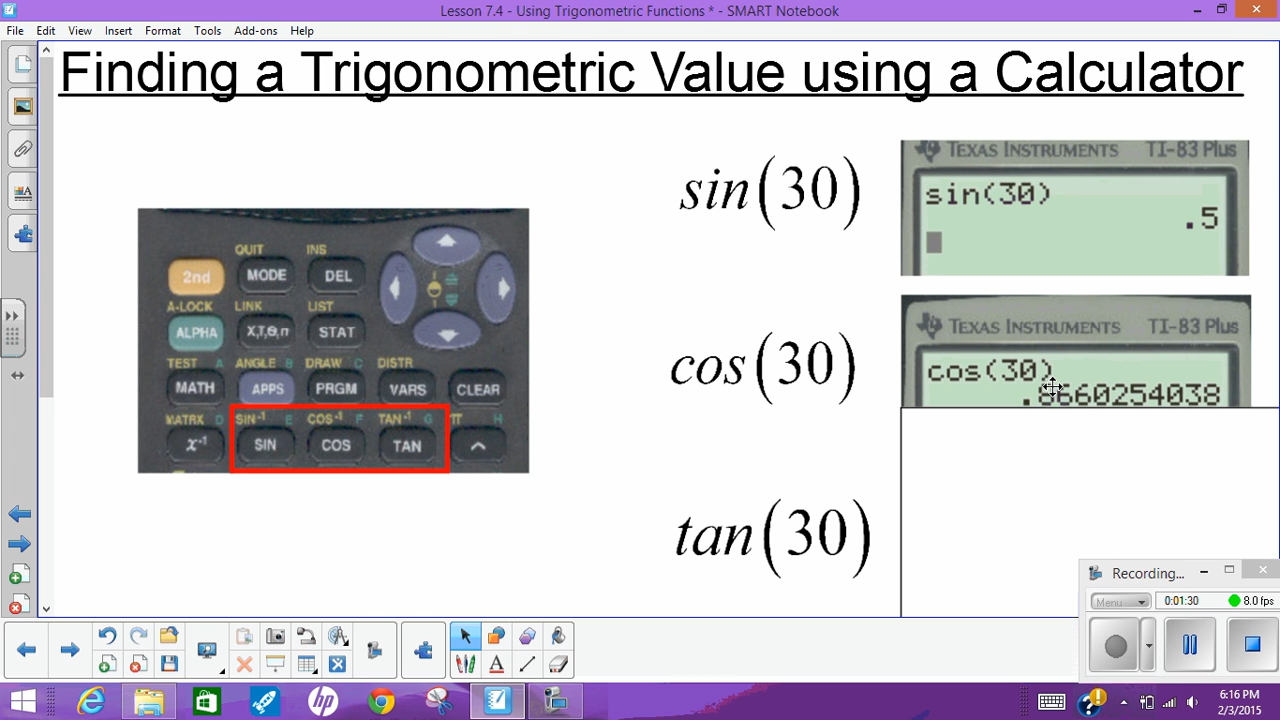 Lesson 7.4 - Using Trigonometric Functions * - SMART Notebook
File Edit View Insert Format Tools Add-ons Help
Finding a Trigonometric Value using a Calculator
sin(30)
TEXAS INSTRUMENTS TI-83 Plus
sin(30)
.5
QUIT INS
2nd MODE DEL
A-LOCK LINK LIST
ALPHA X,T,Θ,n STAT
TEST A ANGLE B DRAW C DISTR
MATH APPS PRGM VARS CLEAR
MATRX D SIN⁻¹ E COS⁻¹ F TAN⁻¹ G π H
x⁻¹ SIN COS TAN ^
cos(30)
TEXAS INSTRUMENTS TI-83 Plus
cos(30)
.8660254038
tan(30)
Recording...
Menu 0:01:30 8.0 fps
A
hp
6:16 PM
2/3/2015